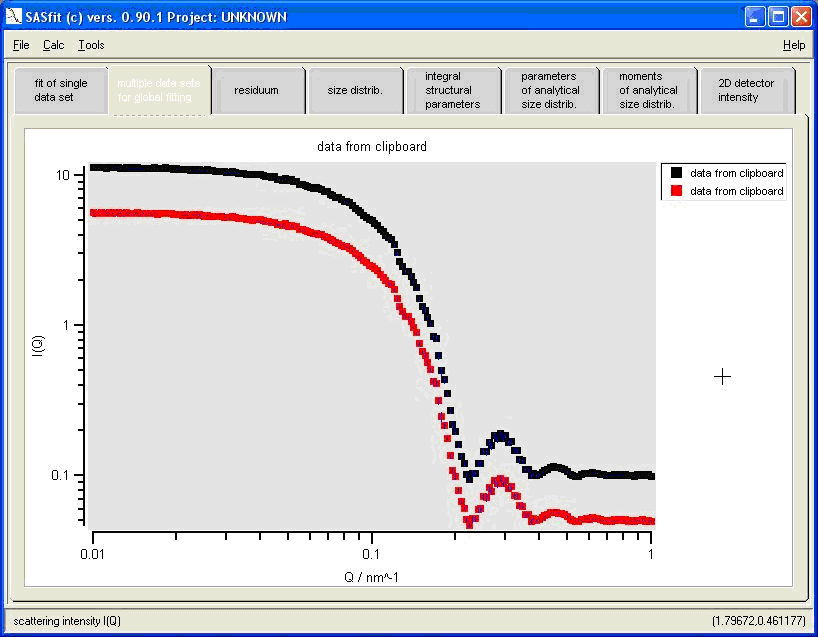 SASfit (c) vers. 0.90.1 Project: UNKNOWN
File Calc Tools Help
fit of single
data set
multiple data sets
for global fitting
residuum
size distrib.
integral
structural
parameters
parameters
of analytical
size distrib.
moments
of analytical
size distrib.
2D detector
intensity
data from clipboard
data from clipboard
data from clipboard
10
1
0.1
I(Q)
0.01 0.1 1
Q / nm^-1
scattering intensity I(Q) (1.79672,0.461177)